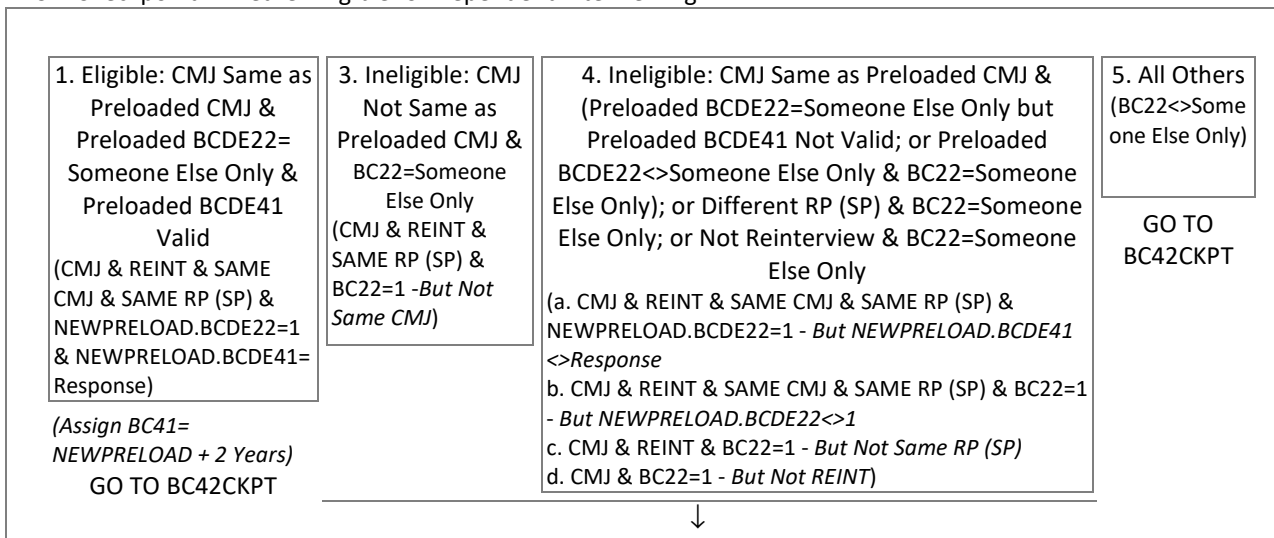 1. Eligible: CMJ Same as
Preloaded CMJ &
Preloaded BCDE22=
Someone Else Only &
Preloaded BCDE41
Valid
(CMJ & REINT & SAME
CMJ & SAME RP (SP) &
NEWPRELOAD.BCDE22=1
& NEWPRELOAD.BCDE41=
Response)
(Assign BC41=
NEWPRELOAD + 2 Years)
GO TO BC42CKPT
3. Ineligible: CMJ
Not Same as
Preloaded CMJ &
BC22=Someone
Else Only
(CMJ & REINT &
SAME RP (SP) &
BC22=1 -But Not
Same CMJ)
4. Ineligible: CMJ Same as Preloaded CMJ &
(Preloaded BCDE22=Someone Else Only but
Preloaded BCDE41 Not Valid; or Preloaded
BCDE22<>Someone Else Only & BC22=Someone
Else Only); or Different RP (SP) & BC22=Someone
Else Only; or Not Reinterview & BC22=Someone
Else Only
(a. CMJ & REINT & SAME CMJ & SAME RP (SP) &
NEWPRELOAD.BCDE22=1 - But NEWPRELOAD.BCDE41
<>Response
b. CMJ & REINT & SAME CMJ & SAME RP (SP) & BC22=1
- But NEWPRELOAD.BCDE22<>1
c. CMJ & REINT & BC22=1 - But Not Same RP (SP)
d. CMJ & BC22=1 - But Not REINT)
5. All Others
(BC22<>Some
one Else Only)
GO TO
BC42CKPT
↓